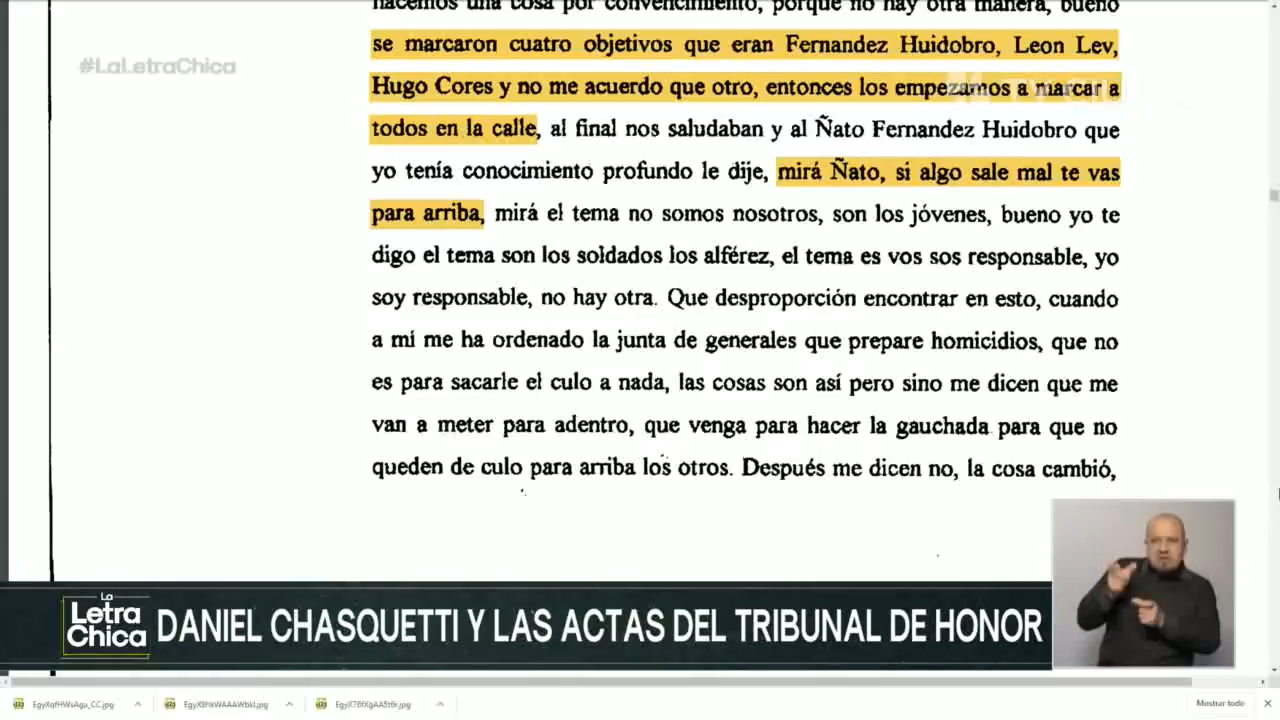 hacemos una cosa por convencimiento, porque no hay otra manera, bueno
se marcaron cuatro objetivos que eran Fernandez Huidobro, Leon Lev,
#LaLetraChica
Hugo Cores y no me acuerdo que otro, entonces los empezamos a marcar a
TV CIUDAD
todos en la calle, al final nos saludaban y al Ñato Fernandez Huidobro que
yo tenía conocimiento profundo le dije, mirá Ñato, si algo sale mal te vas
para arriba, mirá el tema no somos nosotros, son los jóvenes, bueno yo te
digo el tema son los soldados los alférez, el tema es vos sos responsable, yo
soy responsable, no hay otra. Que desproporción encontrar en esto, cuando
a mí me ha ordenado la junta de generales que prepare homicidios, que no
es para sacarle el culo a nada, las cosas son así pero sino me dicen que me
van a meter para adentro, que venga para hacer la gauchada para que no
queden de culo para arriba los otros. Después me dicen no, la cosa cambió,
La
Letra
Chica
DANIEL CHASQUETTI Y LAS ACTAS DEL TRIBUNAL DE HONOR
Mostrar todo